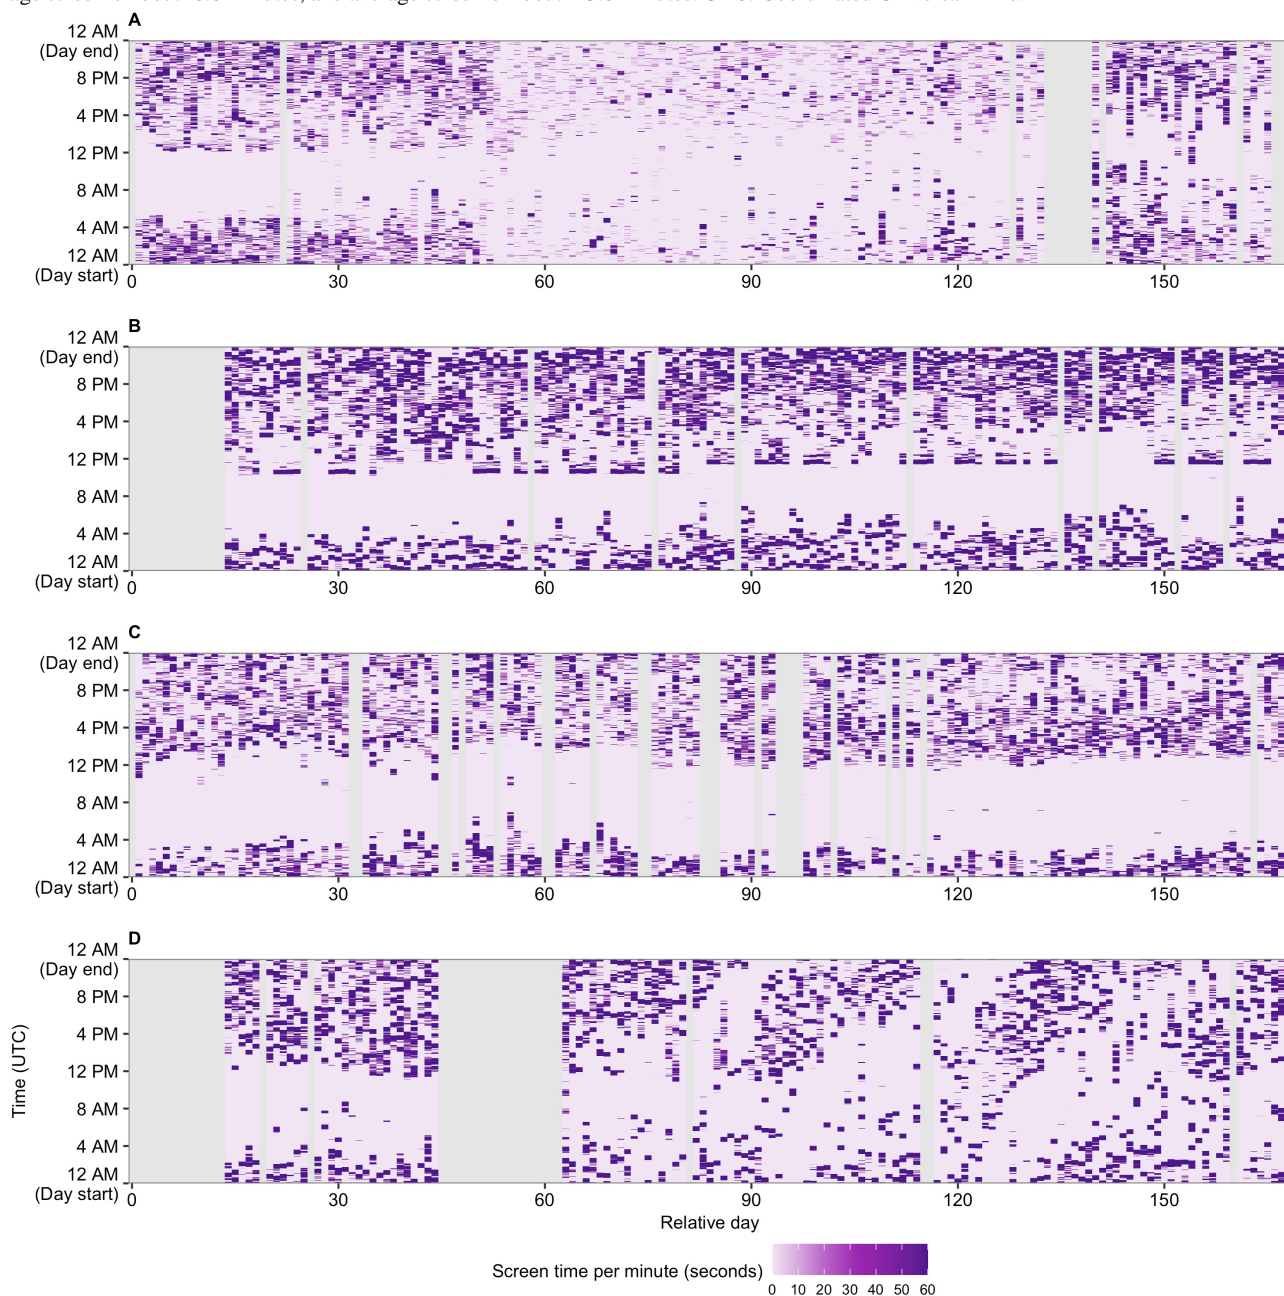 A
12 AM
(Day end)
8 PM
4 PM
12 PM
8 AM
4 AM
12 AM
(Day start)
0 30 60 90 120 150
B
12 AM
(Day end)
8 PM
4 PM
12 PM
8 AM
4 AM
12 AM
(Day start)
0 30 60 90 120 150
C
12 AM
(Day end)
8 PM
4 PM
12 PM
8 AM
4 AM
12 AM
(Day start)
0 30 60 90 120 150
D
12 AM
(Day end)
8 PM
4 PM
12 PM
8 AM
4 AM
12 AM
(Day start)
Time (UTC)
0 30 60 90 120 150
Relative day
Screen time per minute (seconds)
0 10 20 30 40 50 60